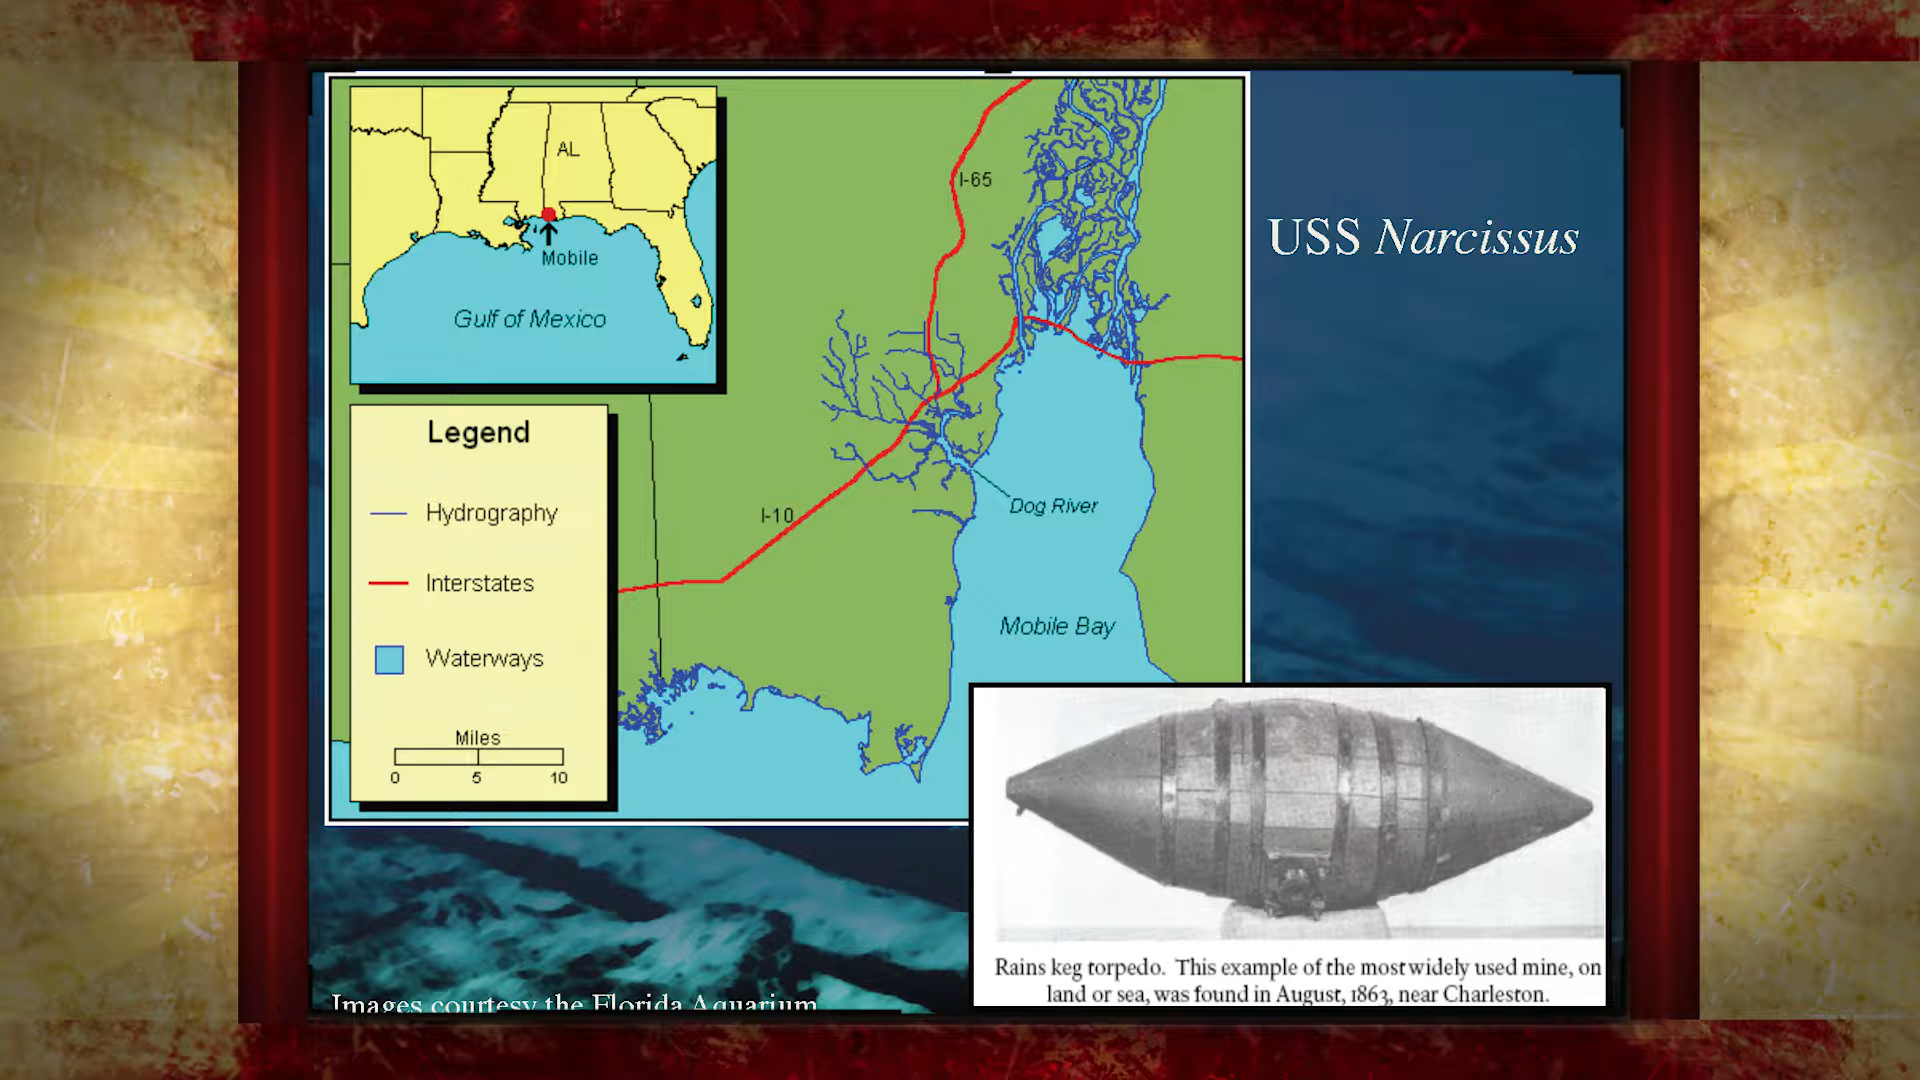 AL
Mobile
Gulf of Mexico
I-65
USS Narcissus
Legend
Hydrography
Interstates
Waterways
Miles
0 5 10
I-10
Dog River
Mobile Bay
Rains keg torpedo. This example of the most widely used mine, on
land or sea, was found in August, 1863, near Charleston.
Images courtesy the Florida Aquarium